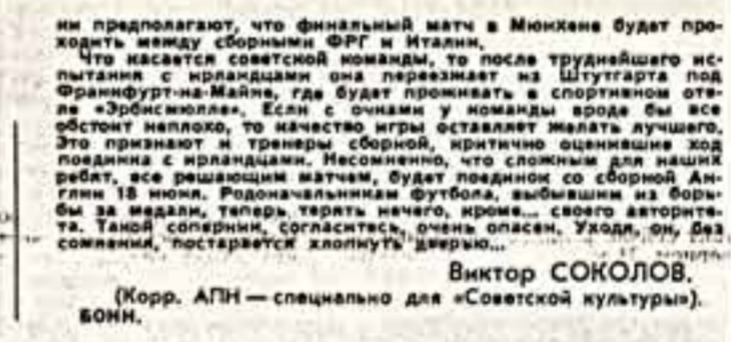 ии предполагают, что финальный матч в Мюнхене будет про-
ходить между сборными ФРГ и Италии.
Что касается советской команды, то после труднейшего ис-
пытания с ирландцами она переезжает из Штутгарта под
Франкфурт-на-Майне, где будет проживать в спортивном оте-
ле «Эрбисмюлле». Если с очками у команды вроде бы все
обстоит неплохо, то качество игры оставляет желать лучшего.
Это признают и тренеры сборной, критично оценившие ход
поединка с ирландцами. Несомненно, что сложным для наших
ребят, все решающим матчем, будет поединок со сборной Ан-
глии 18 июня. Родоначальникам футбола, выбывшим из борь-
бы за медали, теперь терять нечего, кроме... своего авторите-
та. Такой соперник, согласитесь, очень опасен. Уходя, он, без
сомнения, постарается хлопнуть дверью...
Виктор СОКОЛОВ.
(Корр. АПН — специально для «Советской культуры»).
БОНН.